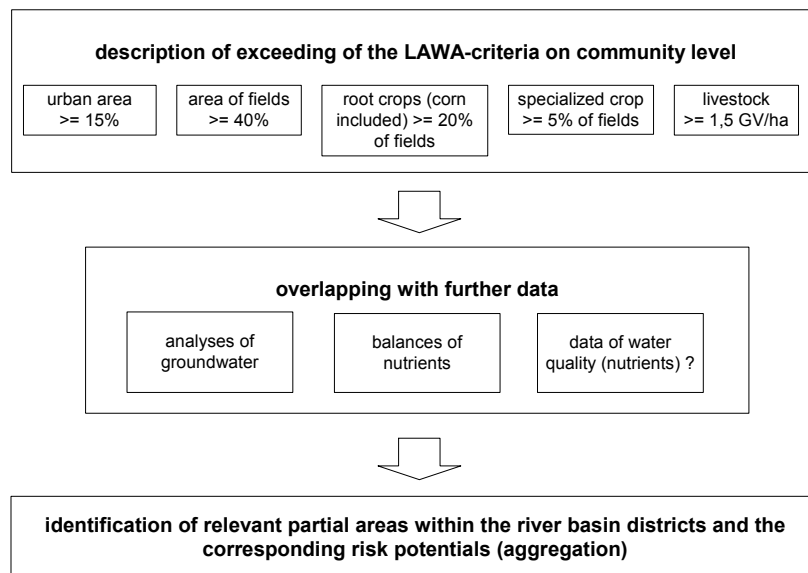 description of exceeding of the LAWA-criteria on community level
urban area
>= 15%
area of fields
>= 40%
root crops (corn
included) >= 20%
of fields
specialized crop
>= 5% of fields
livestock
>= 1,5 GV/ha
overlapping with further data
analyses of
groundwater
balances of
nutrients
data of water
quality (nutrients) ?
identification of relevant partial areas within the river basin districts and the
corresponding risk potentials (aggregation)